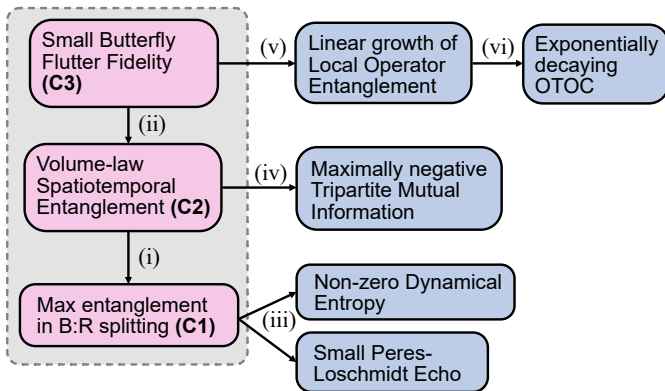 Small Butterfly
Flutter Fidelity
(C3)
(v)
Linear growth of
Local Operator
Entanglement
(vi)
Exponentially
decaying
OTOC
(ii)
Volume-law
Spatiotemporal
Entanglement (C2)
(iv)
Maximally negative
Tripartite Mutual
Information
(i)
Max entanglement
in B:R splitting (C1)
(iii)
Non-zero Dynamical
Entropy
Small Peres-
Loschmidt Echo